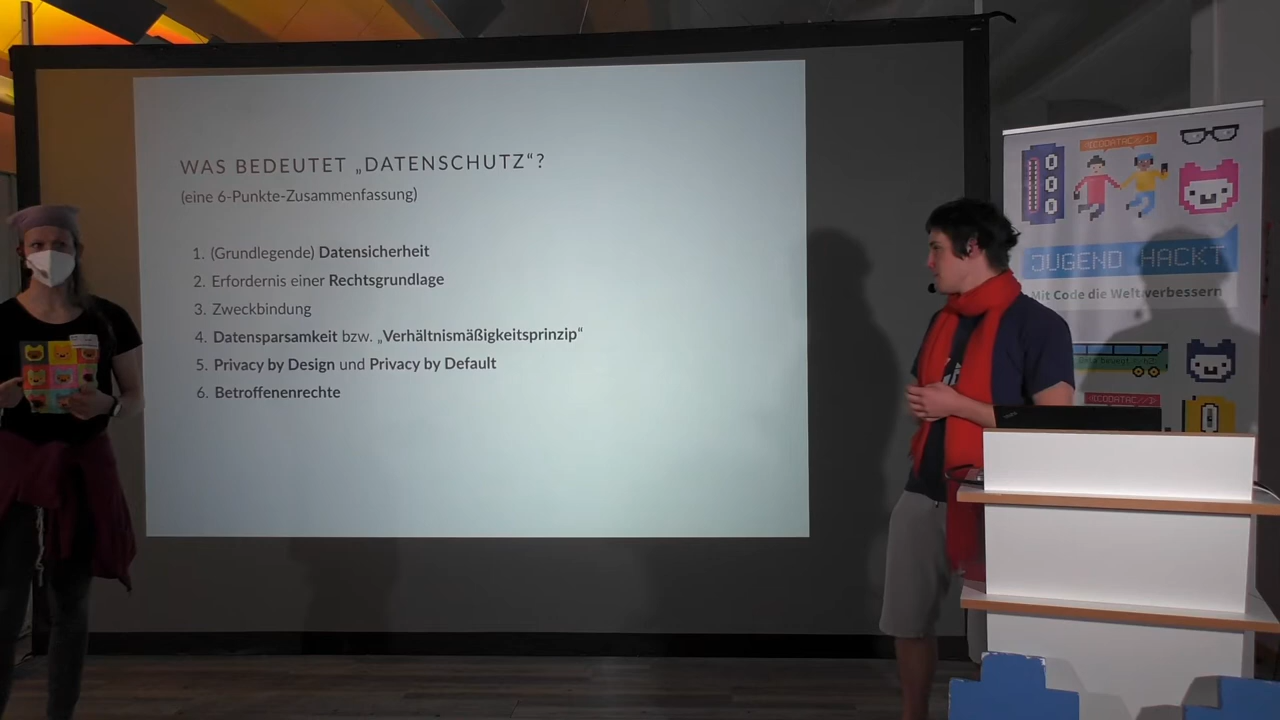 WAS BEDEUTET „DATENSCHUTZ“?
(eine 6-Punkte-Zusammenfassung)
1. (Grundlegende) Datensicherheit
2. Erfordernis einer Rechtsgrundlage
3. Zweckbindung
4. Datensparsamkeit bzw. „Verhältnismäßigkeitsprinzip“
5. Privacy by Design und Privacy by Default
6. Betroffenenrechte
JUGEND HACKT
Mit Code die Welt verbessern